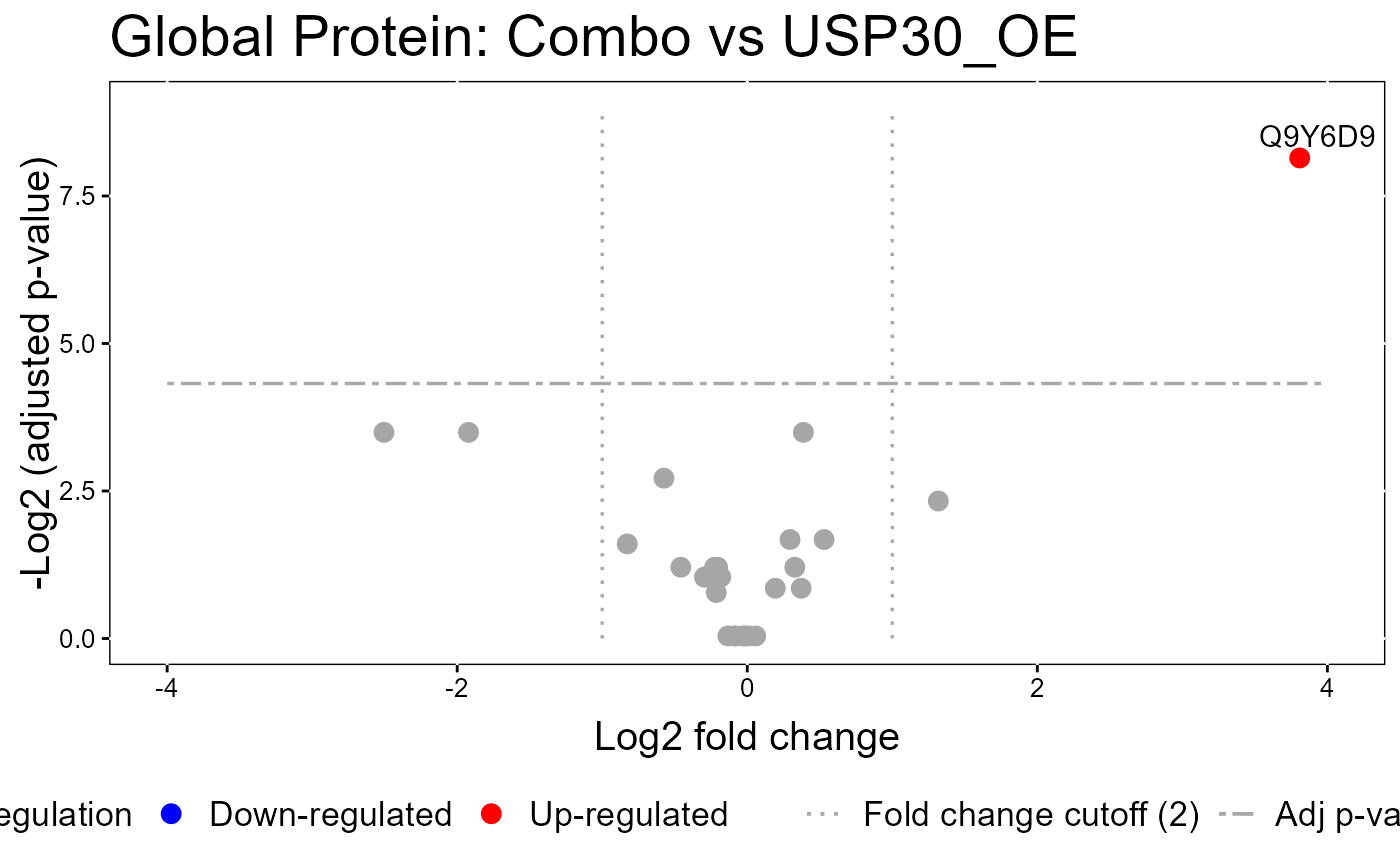 Global Protein: Combo vs USP30_OE
Q9Y6D9
-Log2 (adjusted p-value)
7.5
5.0
2.5
0.0
-4 -2 0 2 4
Log2 fold change
egulation Down-regulated Up-regulated Fold change cutoff (2) Adj p-va